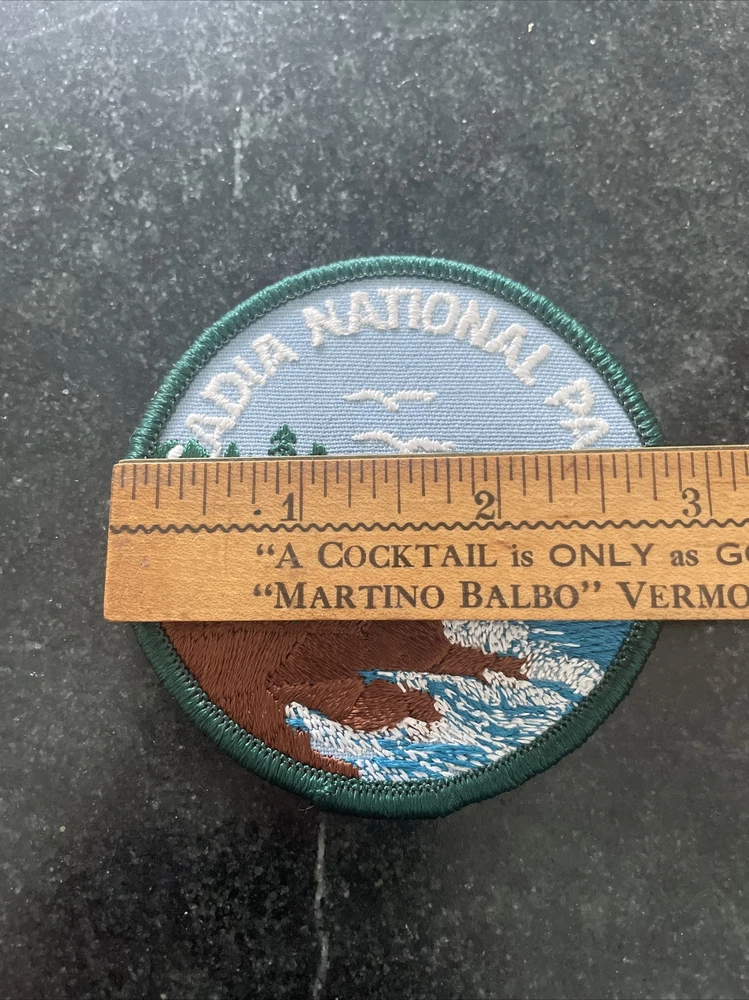 ADIA NATIONAL PA
1 2 3
“A COCKTAIL is ONLY as G
“MARTINO BALBO” VERMO